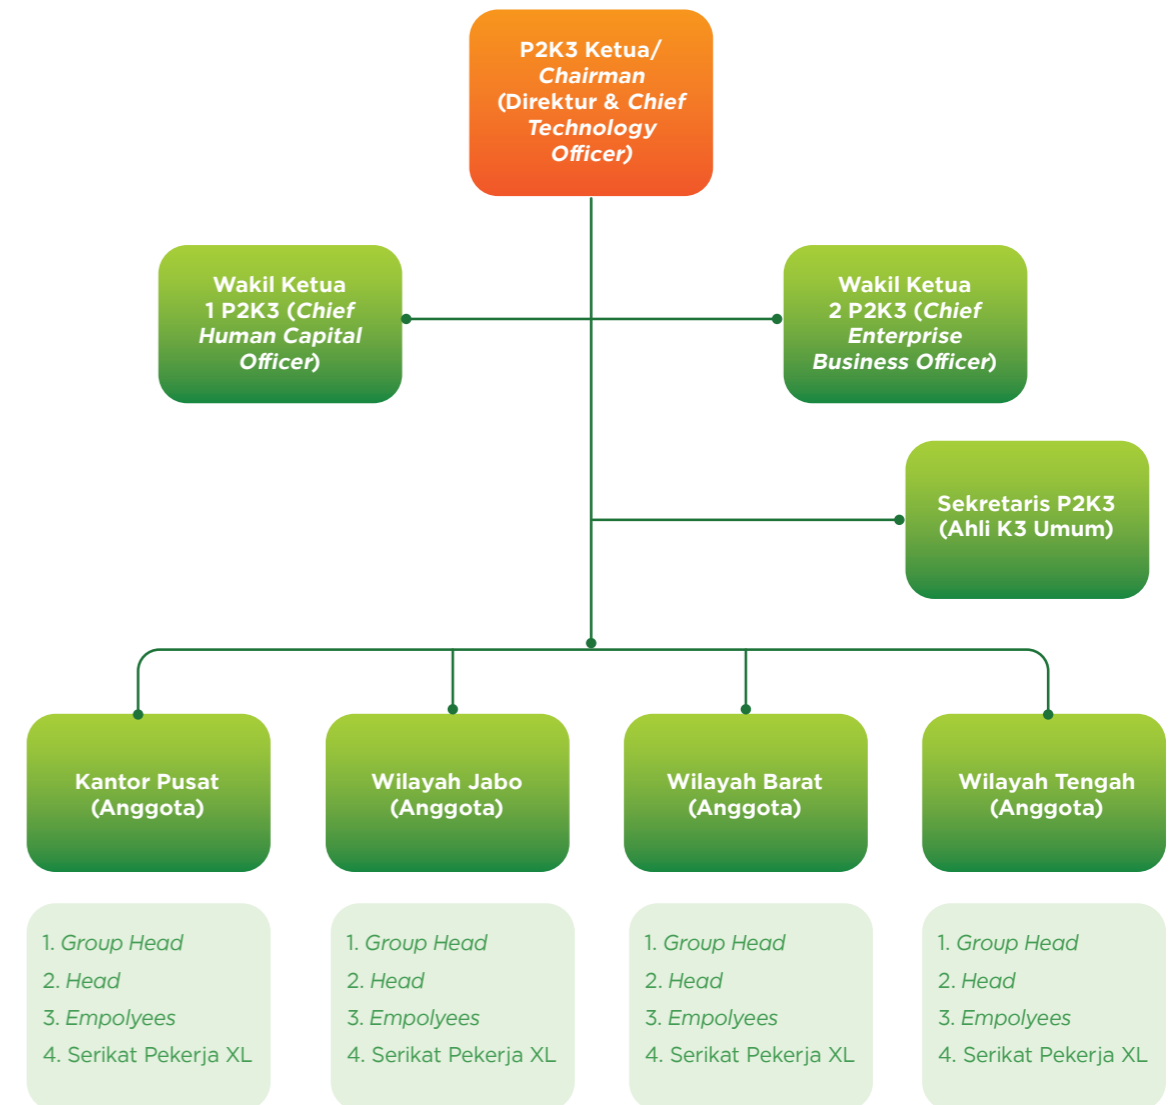 P2K3 Ketua/
Chairman
(Direktur & Chief
Technology
Officer)
Wakil Ketua
1 P2K3 (Chief
Human Capital
Officer)
Wakil Ketua
2 P2K3 (Chief
Enterprise
Business Officer)
Sekretaris P2K3
(Ahli K3 Umum)
Kantor Pusat
(Anggota)
Wilayah Jabo
(Anggota)
Wilayah Barat
(Anggota)
Wilayah Tengah
(Anggota)
1. Group Head
2. Head
3. Empolyees
4. Serikat Pekerja XL
1. Group Head
2. Head
3. Empolyees
4. Serikat Pekerja XL
1. Group Head
2. Head
3. Empolyees
4. Serikat Pekerja XL
1. Group Head
2. Head
3. Empolyees
4. Serikat Pekerja XL